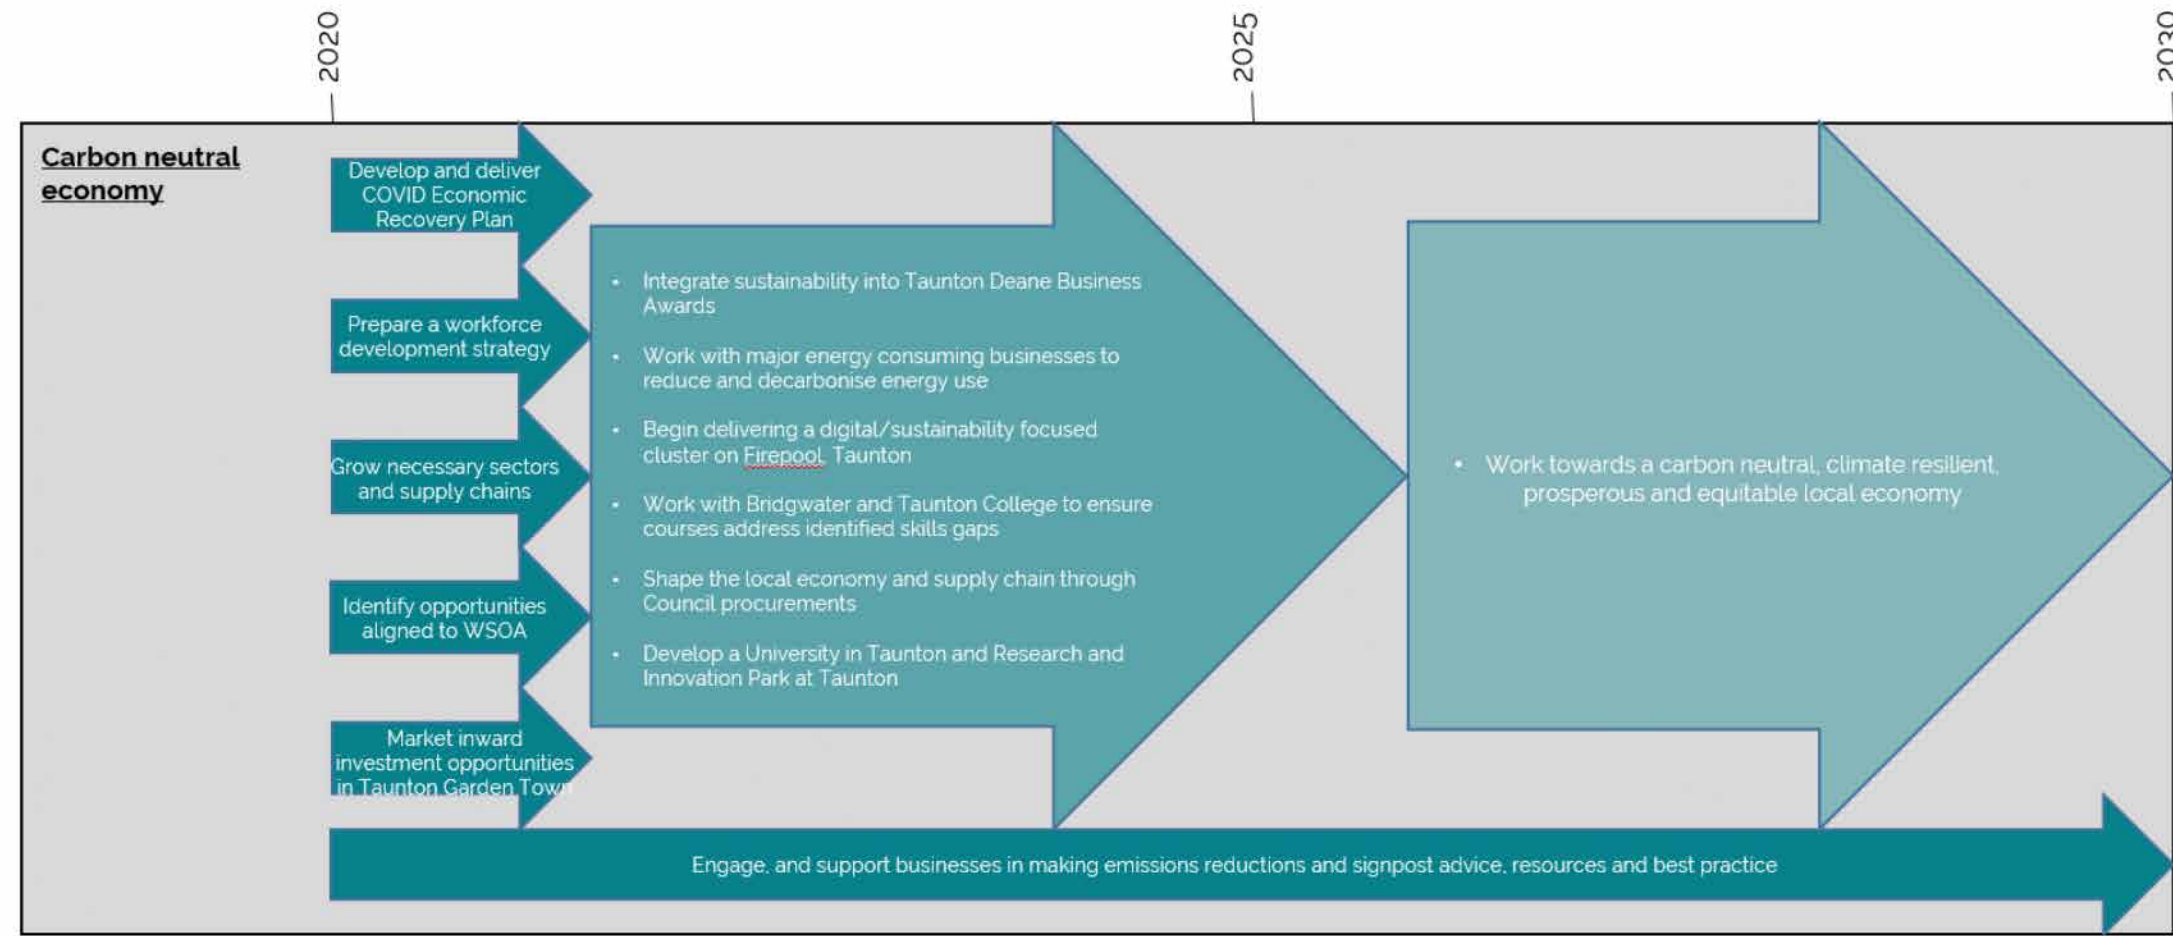 2020
2025
2030
Carbon neutral
economy
Develop and deliver
COVID Economic
Recovery Plan
Prepare a workforce
development strategy
Grow necessary sectors
and supply chains
Identify opportunities
aligned to WSOA
Market inward
investment opportunities
in Taunton Garden Town
• Integrate sustainability into Taunton Deane Business
Awards
• Work with major energy consuming businesses to
reduce and decarbonise energy use
• Begin delivering a digital/sustainability focused
cluster on Firepool, Taunton
• Work with Bridgwater and Taunton College to ensure
courses address identified skills gaps
• Shape the local economy and supply chain through
Council procurements
• Develop a University in Taunton and Research and
Innovation Park at Taunton
• Work towards a carbon neutral, climate resilient,
prosperous and equitable local economy
Engage, and support businesses in making emissions reductions and signpost advice, resources and best practice